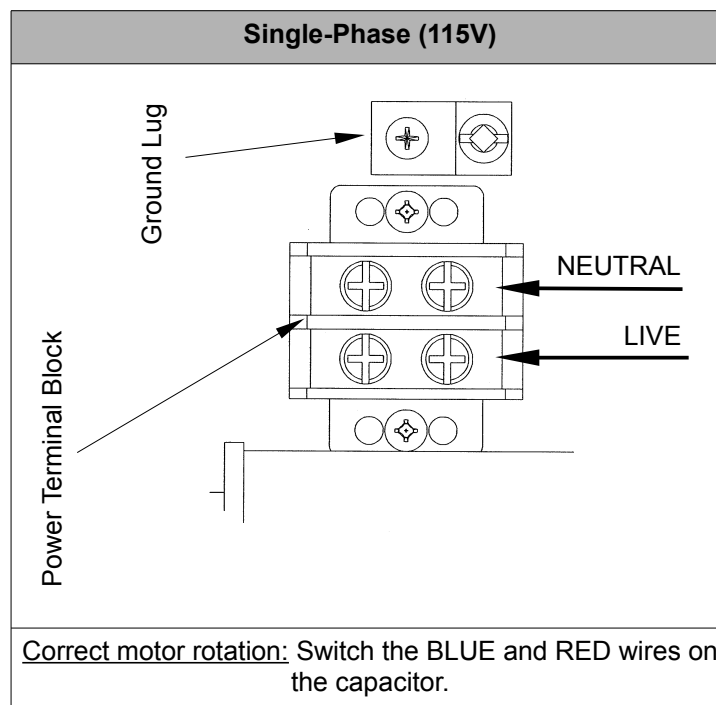 Single-Phase (115V)
Ground Lug
NEUTRAL
LIVE
Power Terminal Block
Correct motor rotation: Switch the BLUE and RED wires on
the capacitor.